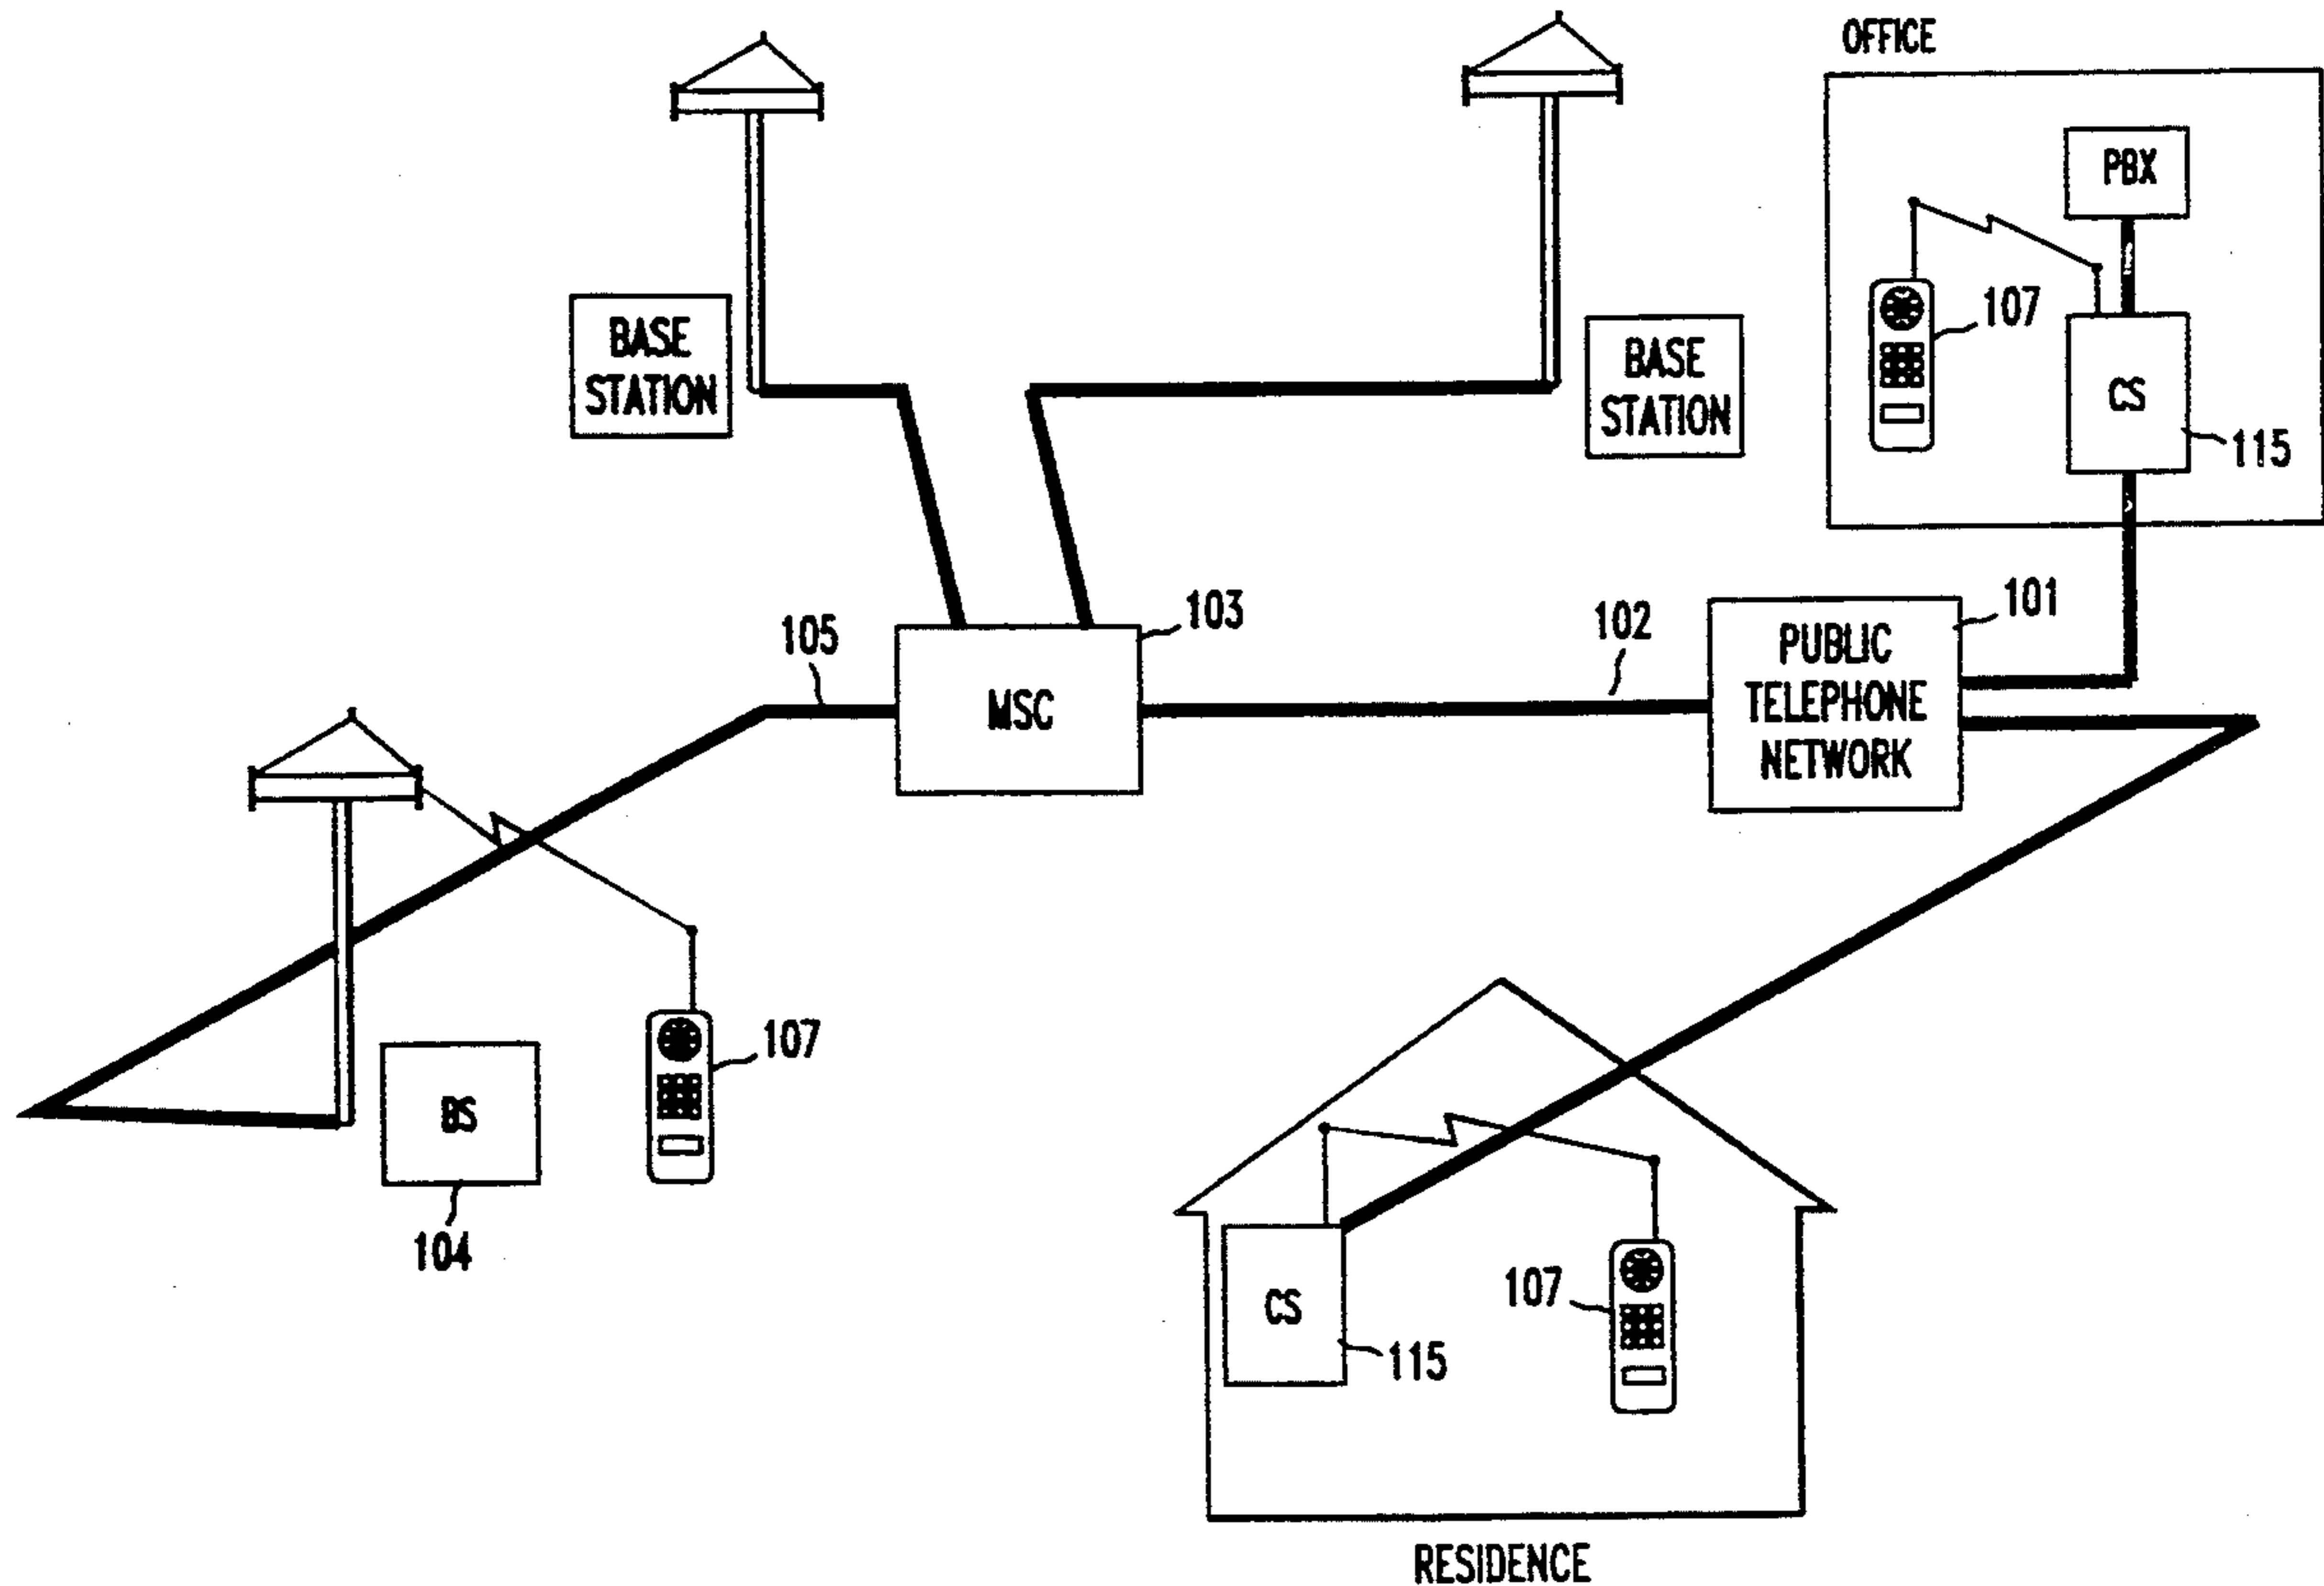 OFFICE
PBX
107
CS
115
BASE
STATION
BASE
STATION
105
MSC
103
102
101
PUBLIC
TELEPHONE
NETWORK
BS
104
107
CS
115
107
RESIDENCE